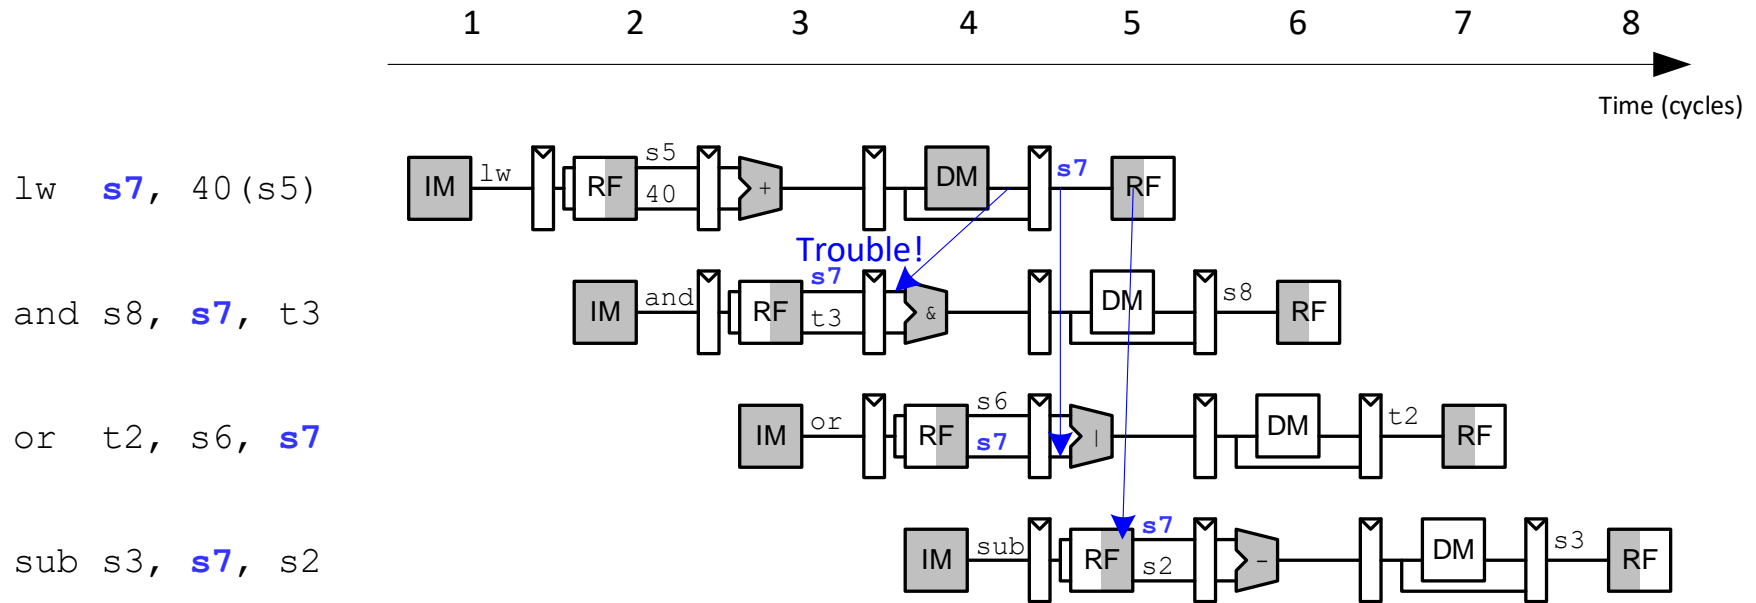 1 2 3 4 5 6 7 8
Time (cycles)
lw s7, 40(s5) IM lw RF s5 40 + DM s7 RF
Trouble!
and s8, s7, t3 IM and RF s7 t3 & DM s8 RF
or t2, s6, s7 IM or RF s6 s7 | DM t2 RF
sub s3, s7, s2 IM sub RF s7 s2 - DM s3 RF